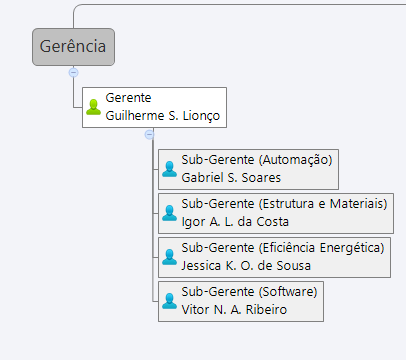 Gerência
Gerente
Guilherme S. Lionço
Sub-Gerente (Automação)
Gabriel S. Soares
Sub-Gerente (Estrutura e Materiais)
Igor A. L. da Costa
Sub-Gerente (Eficiência Energética)
Jessica K. O. de Sousa
Sub-Gerente (Software)
Vitor N. A. Ribeiro